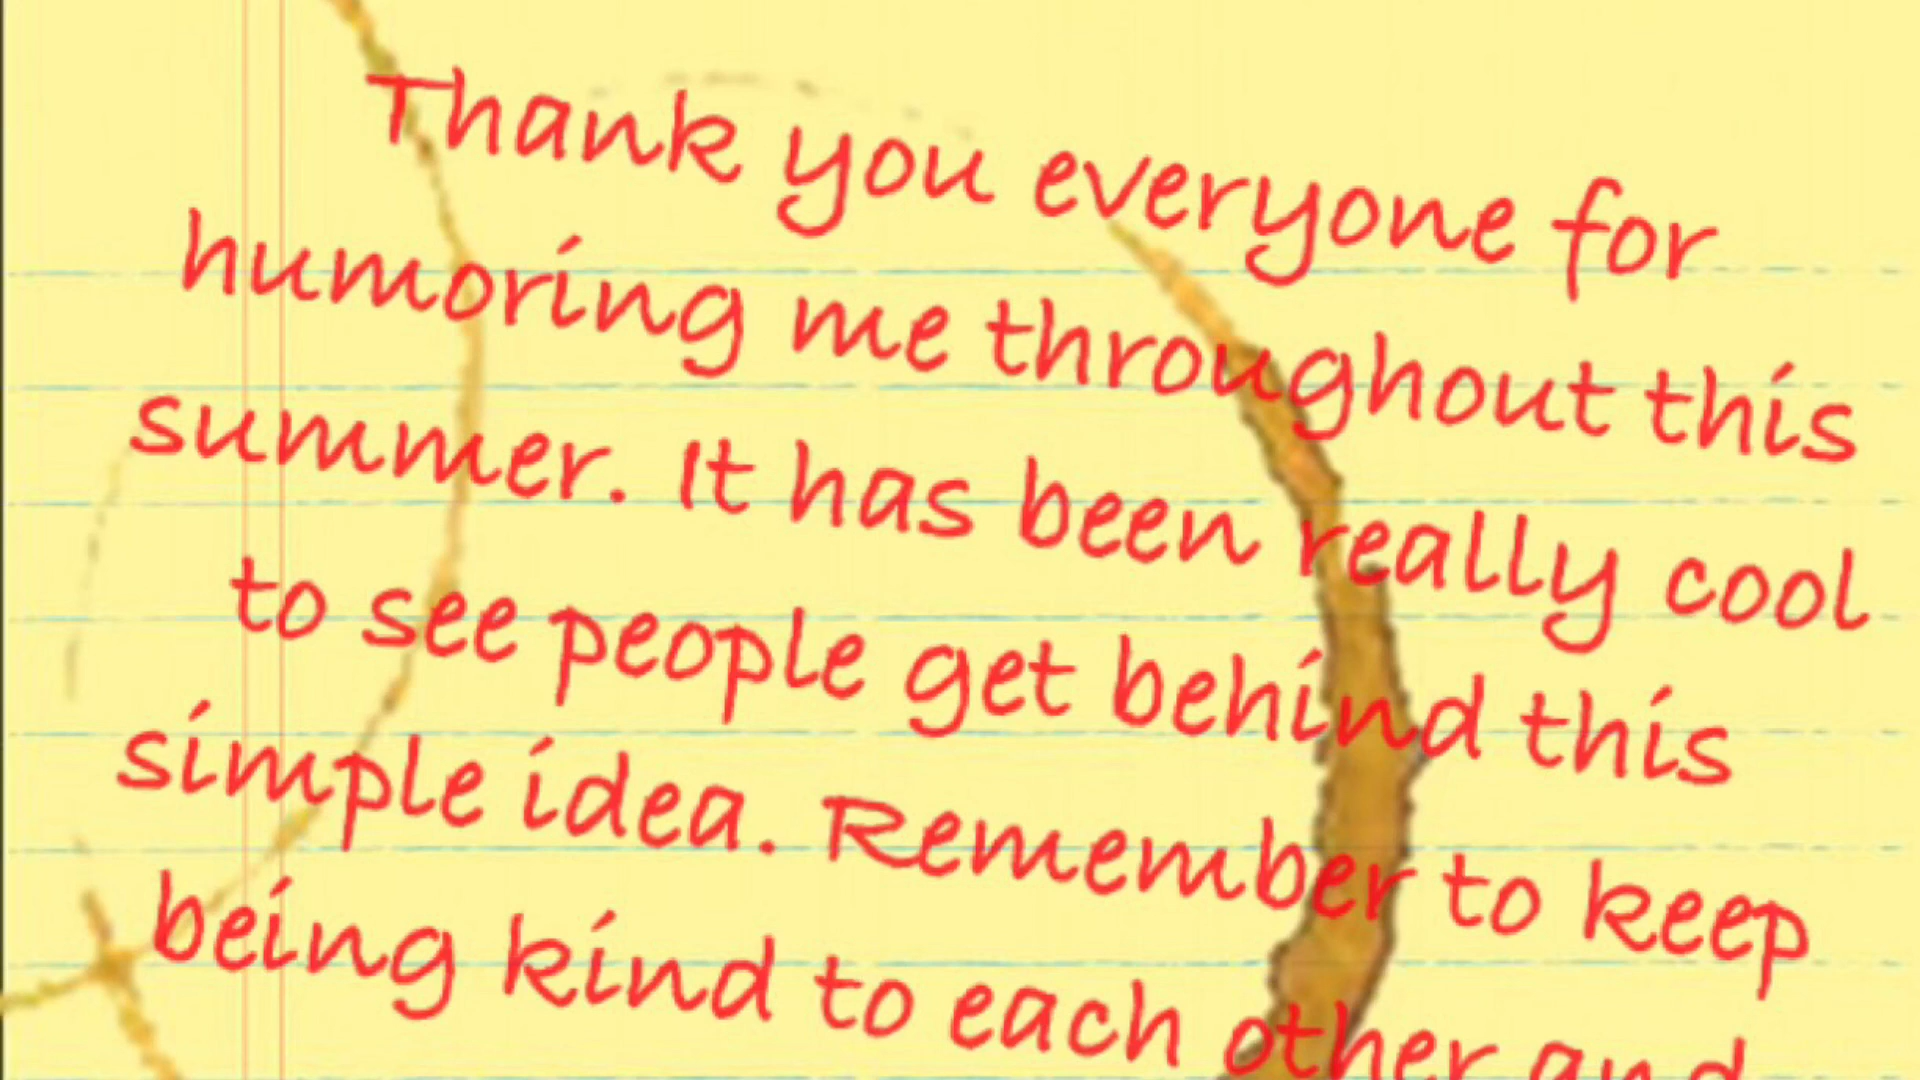 Thank you everyone for
humoring me throughout this
summer. It has been really cool
to see people get behind this
simple idea. Remember to keep
being kind to each other and